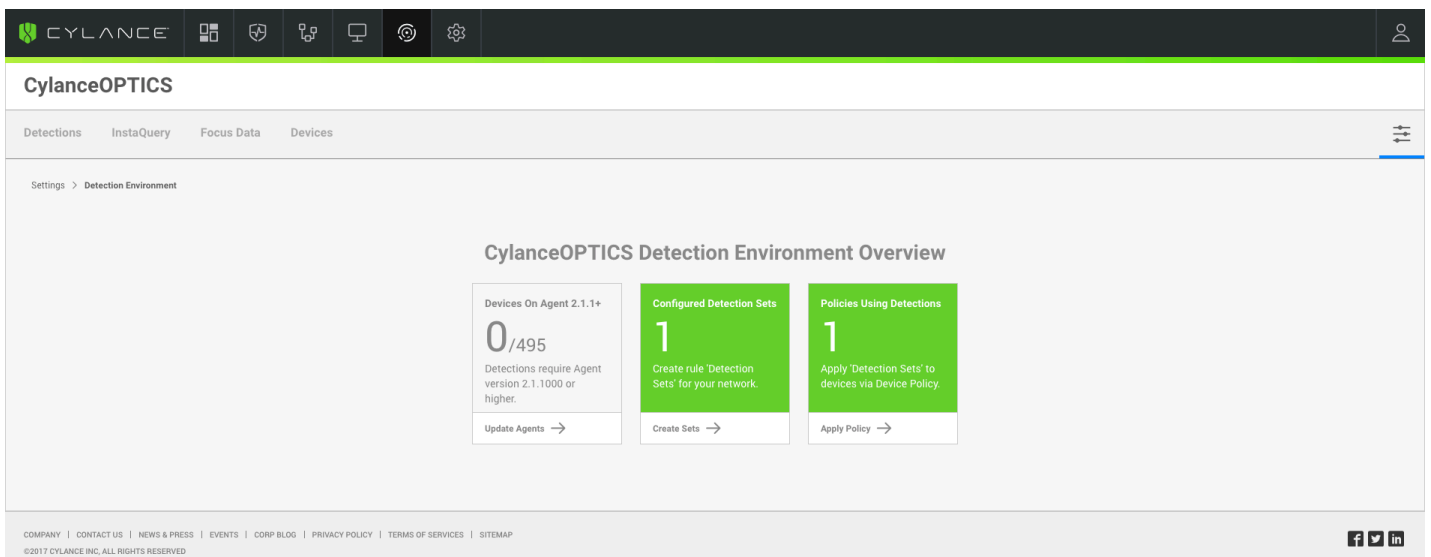 CYLANCE
CylanceOPTICS
Detections InstaQuery Focus Data Devices
Settings > Detection Environment
CylanceOPTICS Detection Environment Overview
Devices On Agent 2.1.1+
0/495
Detections require Agent
version 2.1.1000 or
higher.
Update Agents →
Configured Detection Sets
1
Create rule 'Detection
Sets' for your network.
Create Sets →
Policies Using Detections
1
Apply 'Detection Sets' to
devices via Device Policy.
Apply Policy →
COMPANY | CONTACT US | NEWS & PRESS | EVENTS | CORP BLOG | PRIVACY POLICY | TERMS OF SERVICES | SITEMAP
©2017 CYLANCE INC, ALL RIGHTS RESERVED